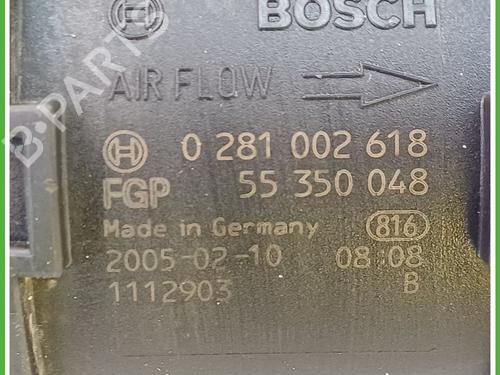 BOSCH
AIR FLOW
0 281 002 618
FGP 55 350 048
Made in Germany 816
2005-02-10 08:08
1112903 B
B-PARTS